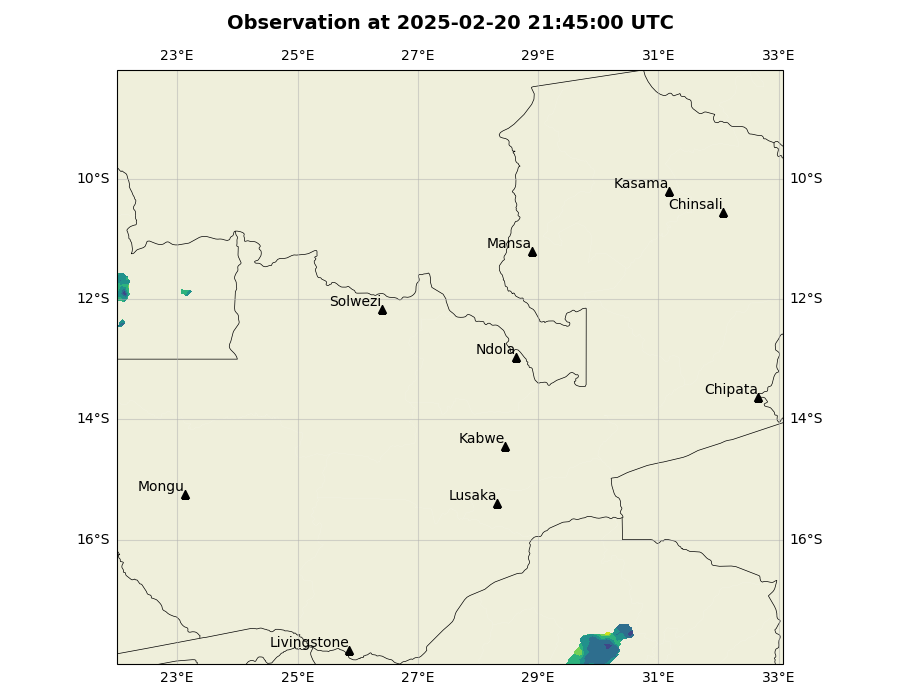 Observation at 2025-02-20 21:45:00 UTC
23°E 25°E 27°E 29°E 31°E 33°E
10°S 10°S
Kasama
Chinsali
Mansa
12°S 12°S
Solwezi
Ndola
Chipata
14°S 14°S
Kabwe
Mongu
Lusaka
16°S 16°S
Livingstone
23°E 25°E 27°E 29°E 31°E 33°E